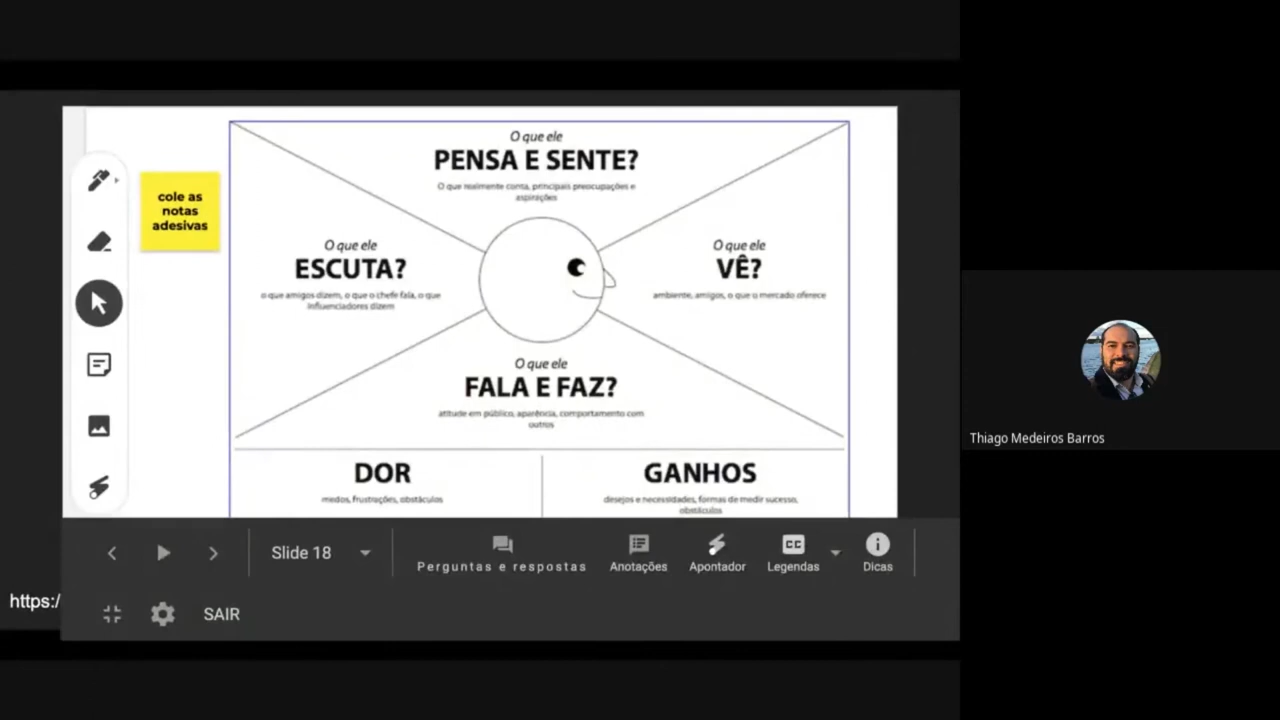 cole as
notas
adesivas
O que ele
PENSA E SENTE?
O que realmente conta, principais preocupações e
aspirações
O que ele
ESCUTA?
o que amigos dizem, o que o chefe fala, o que
influenciadores dizem
O que ele
VÊ?
ambiente, amigos, o que o mercado oferece
O que ele
FALA E FAZ?
atitude em público, aparência, comportamento com
outros
DOR
medos, frustrações, obstáculos
GANHOS
desejos e necessidades, formas de medir sucesso,
obstáculos
Thiago Medeiros Barros
Slide 18
Perguntas e respostas
Anotações
Apontador
CC
Legendas
Dicas
https:/
SAIR